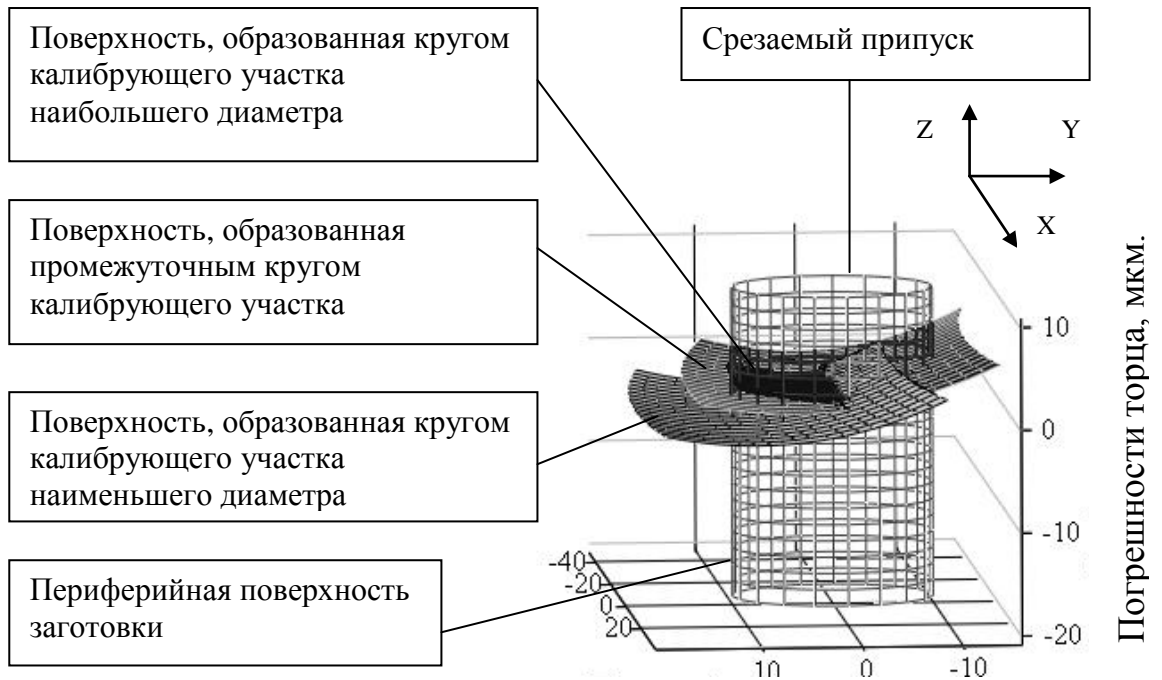 Поверхность, образованная кругом
калибрующего участка
наибольшего диаметра
Срезаемый припуск
Z
Y
X
Поверхность, образованная
промежуточным кругом
калибрующего участка
Поверхность, образованная кругом
калибрующего участка
наименьшего диаметра
Периферийная поверхность
заготовки
10
0
-10
-20
Погрешности торца, мкм.
-40
-20
0
20
10
0
-10